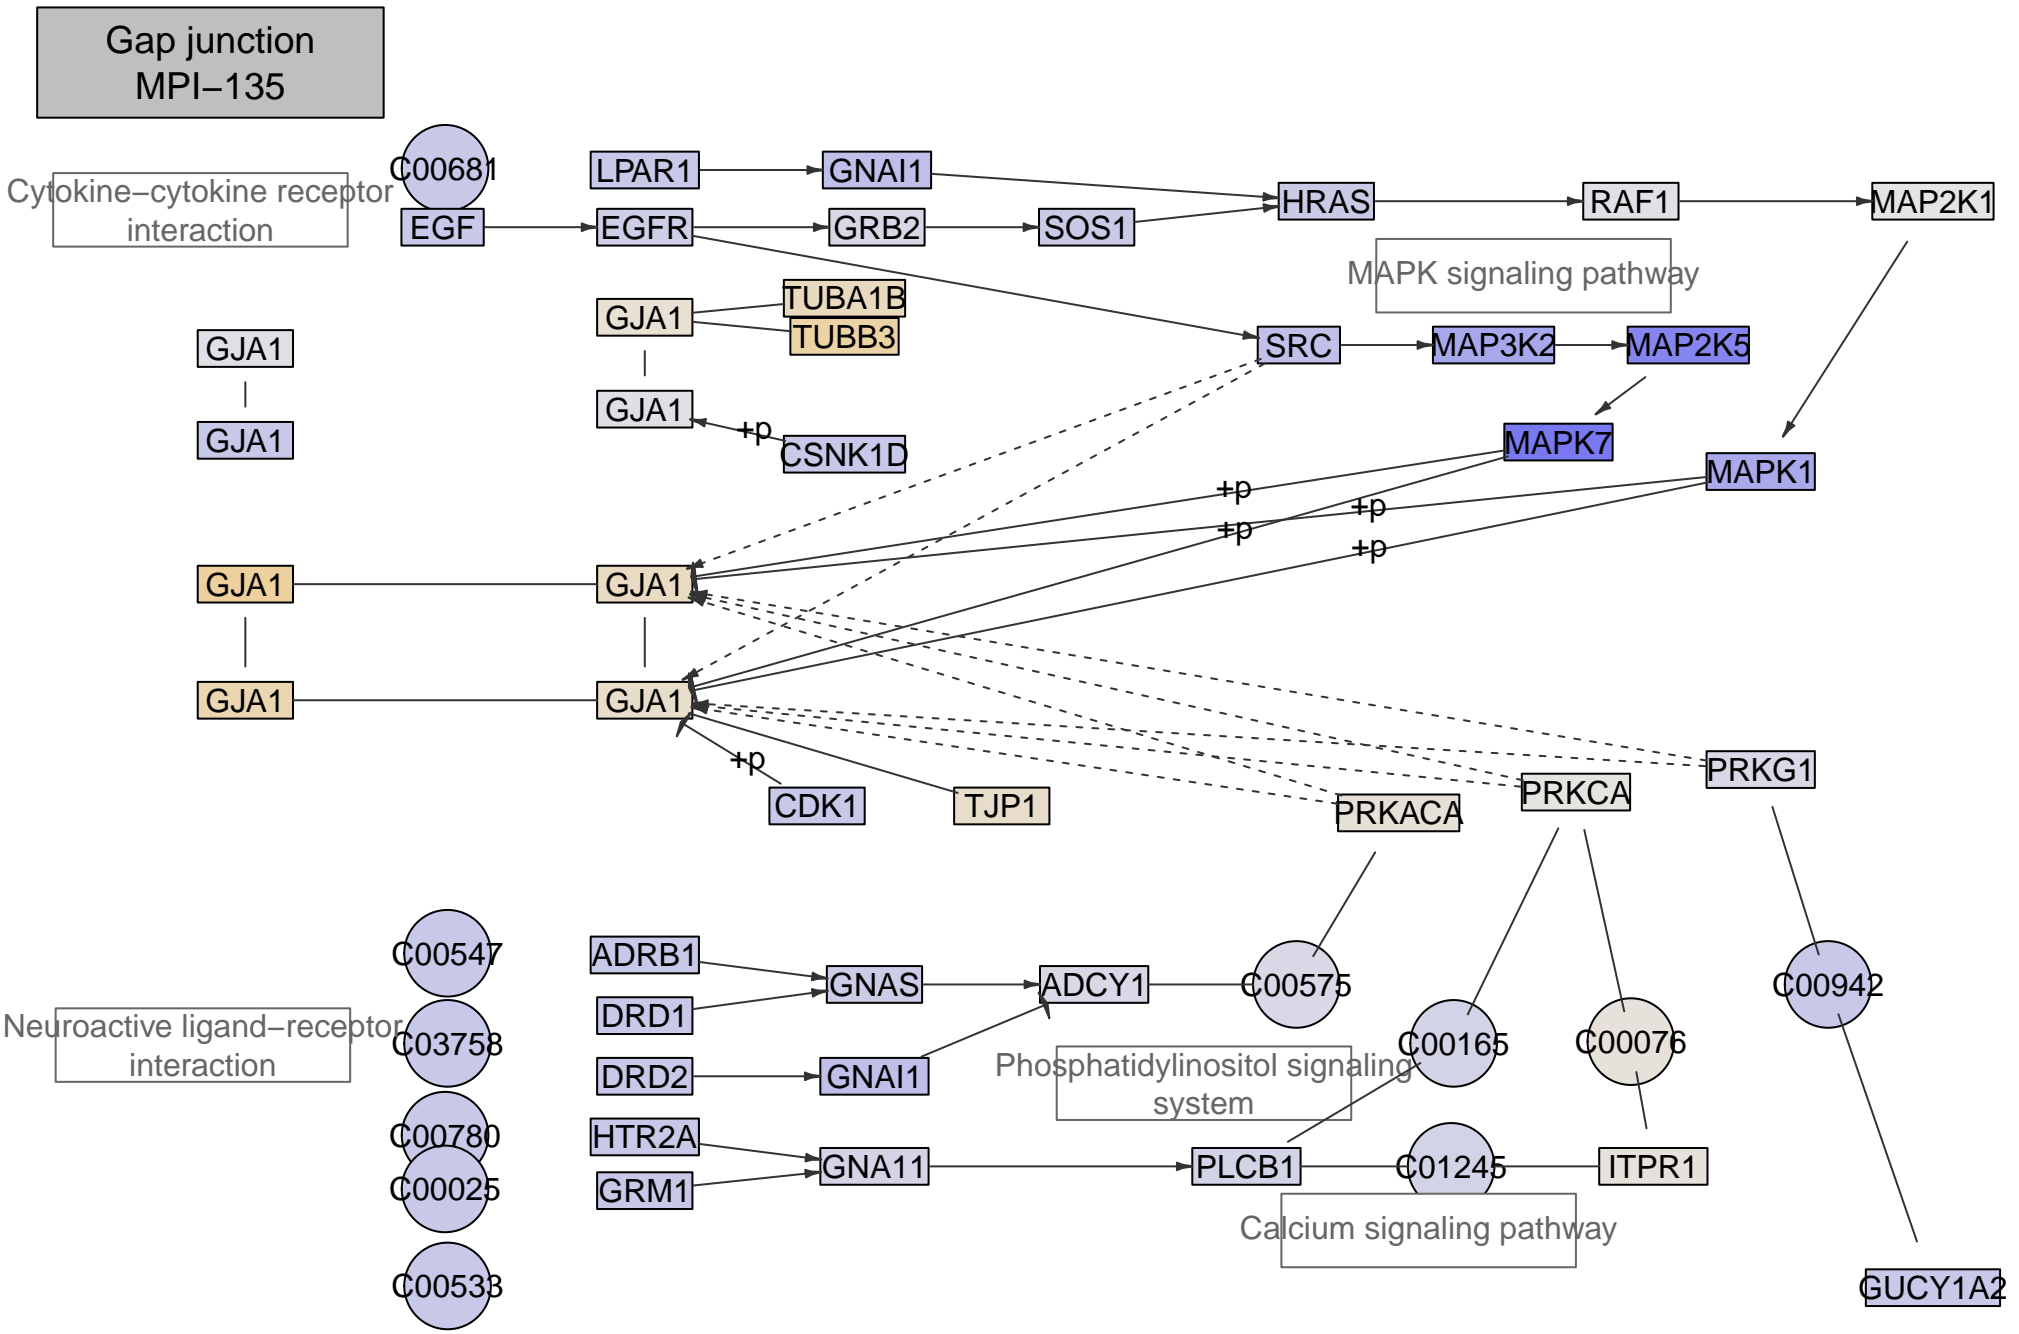 Gap junction
MPI−135
C00681
LPAR1
GNAI1
Cytokine−cytokine receptor
interaction
HRAS
RAF1
MAP2K1
EGF
EGFR
GRB2
SOS1
MAPK signaling pathway
TUBA1B
GJA1
TUBB3
GJA1
SRC
MAP3K2
MAP2K5
GJA1
+p
GJA1
CSNK1D
MAPK7
MAPK1
+p
+p
+p
+p
GJA1
GJA1
GJA1
GJA1
+p
CDK1
TJP1
PRKACA
PRKCA
PRKG1
C00547
ADRB1
GNAS
ADCY1
C00575
C00942
DRD1
Neuroactive ligand−receptor
interaction
C03758
C00165
C00076
DRD2
GNAI1
Phosphatidylinositol signaling
system
C00780
HTR2A
GNA11
PLCB1
C01245
ITPR1
C00025
GRM1
Calcium signaling pathway
C00533
GUCY1A2